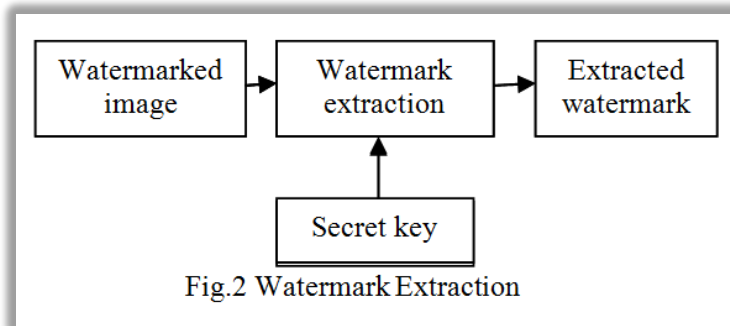 Watermarked
image
Watermark
extraction
Extracted
watermark
Secret key
Fig.2 Watermark Extraction